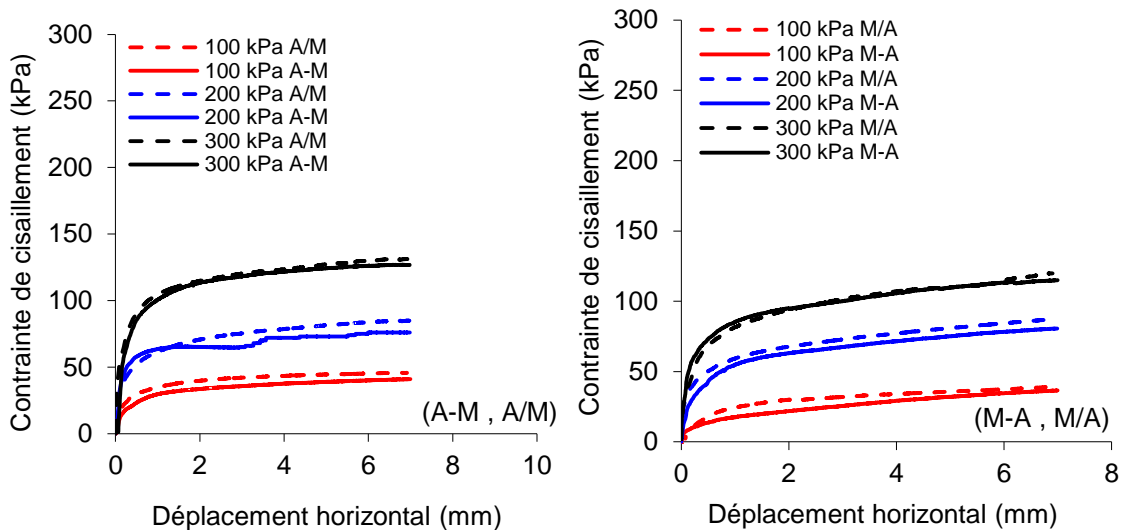 Contrainte de cisaillement (kPa)
300
250
200
150
100
50
0
100 kPa A/M
100 kPa A-M
200 kPa A/M
200 kPa A-M
300 kPa A/M
300 kPa A-M
(A-M , A/M)
0 2 4 6 8 10
Déplacement horizontal (mm)
Contrainte de cisaillement (kPa)
300
250
200
150
100
50
0
100 kPa M/A
100 kPa M-A
200 kPa M/A
200 kPa M-A
300 kPa M/A
300 kPa M-A
(M-A , M/A)
0 2 4 6 8
Déplacement horizontal (mm)